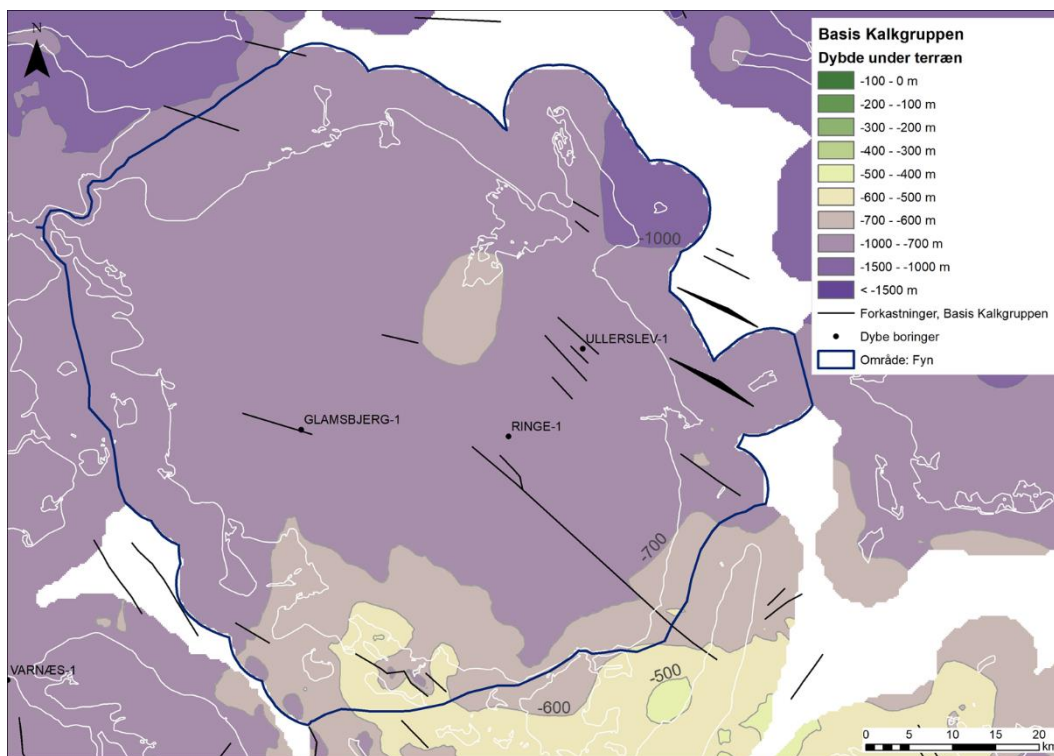 N
Basis Kalkgruppen
Dybde under terræn
-100 - 0 m
-200 - -100 m
-300 - -200 m
-400 - -300 m
-500 - -400 m
-600 - -500 m
-700 - -600 m
-1000 - -700 m
-1500 - -1000 m
< -1500 m
Forkastninger, Basis Kalkgruppen
Dybe boringer
Område: Fyn
-1000
ULLERSLEV-1
GLAMSBJERG-1
RINGE-1
-700
VARNÆS-1
-500
-600
0 5 10 15 20
km